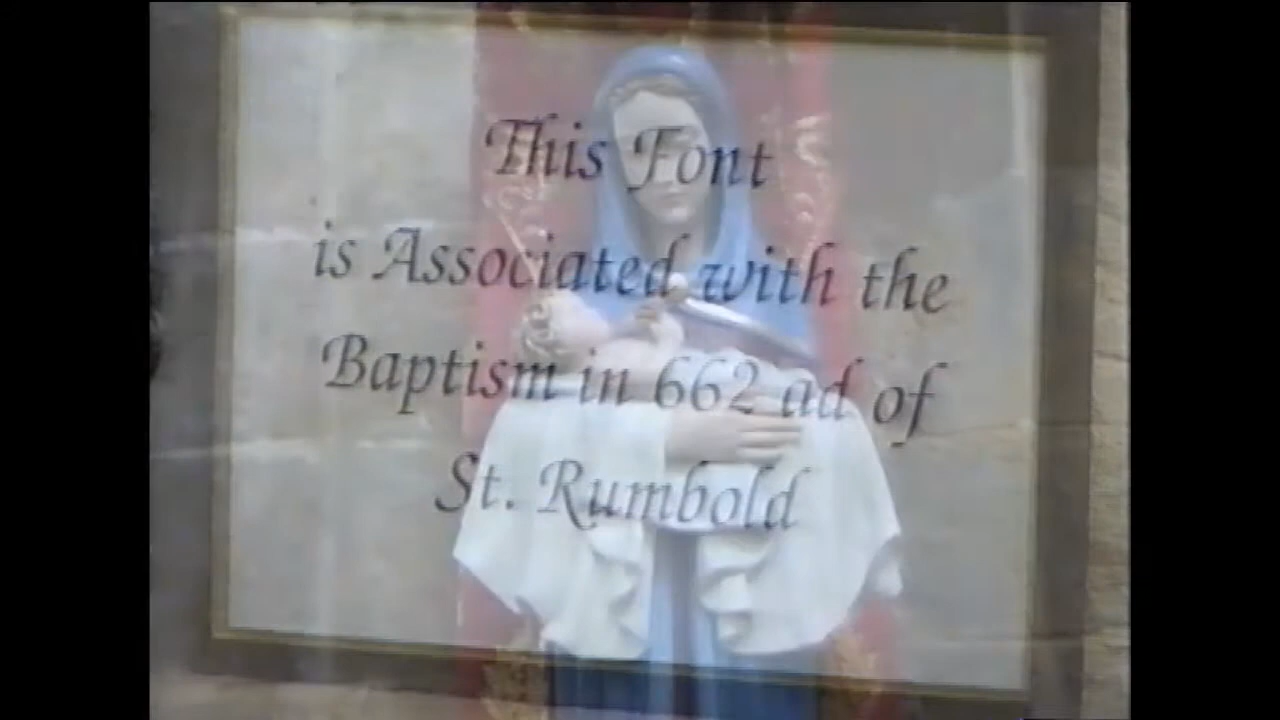 This Font
is Associated with the
Baptism in 662 ad of
St. Rumbold